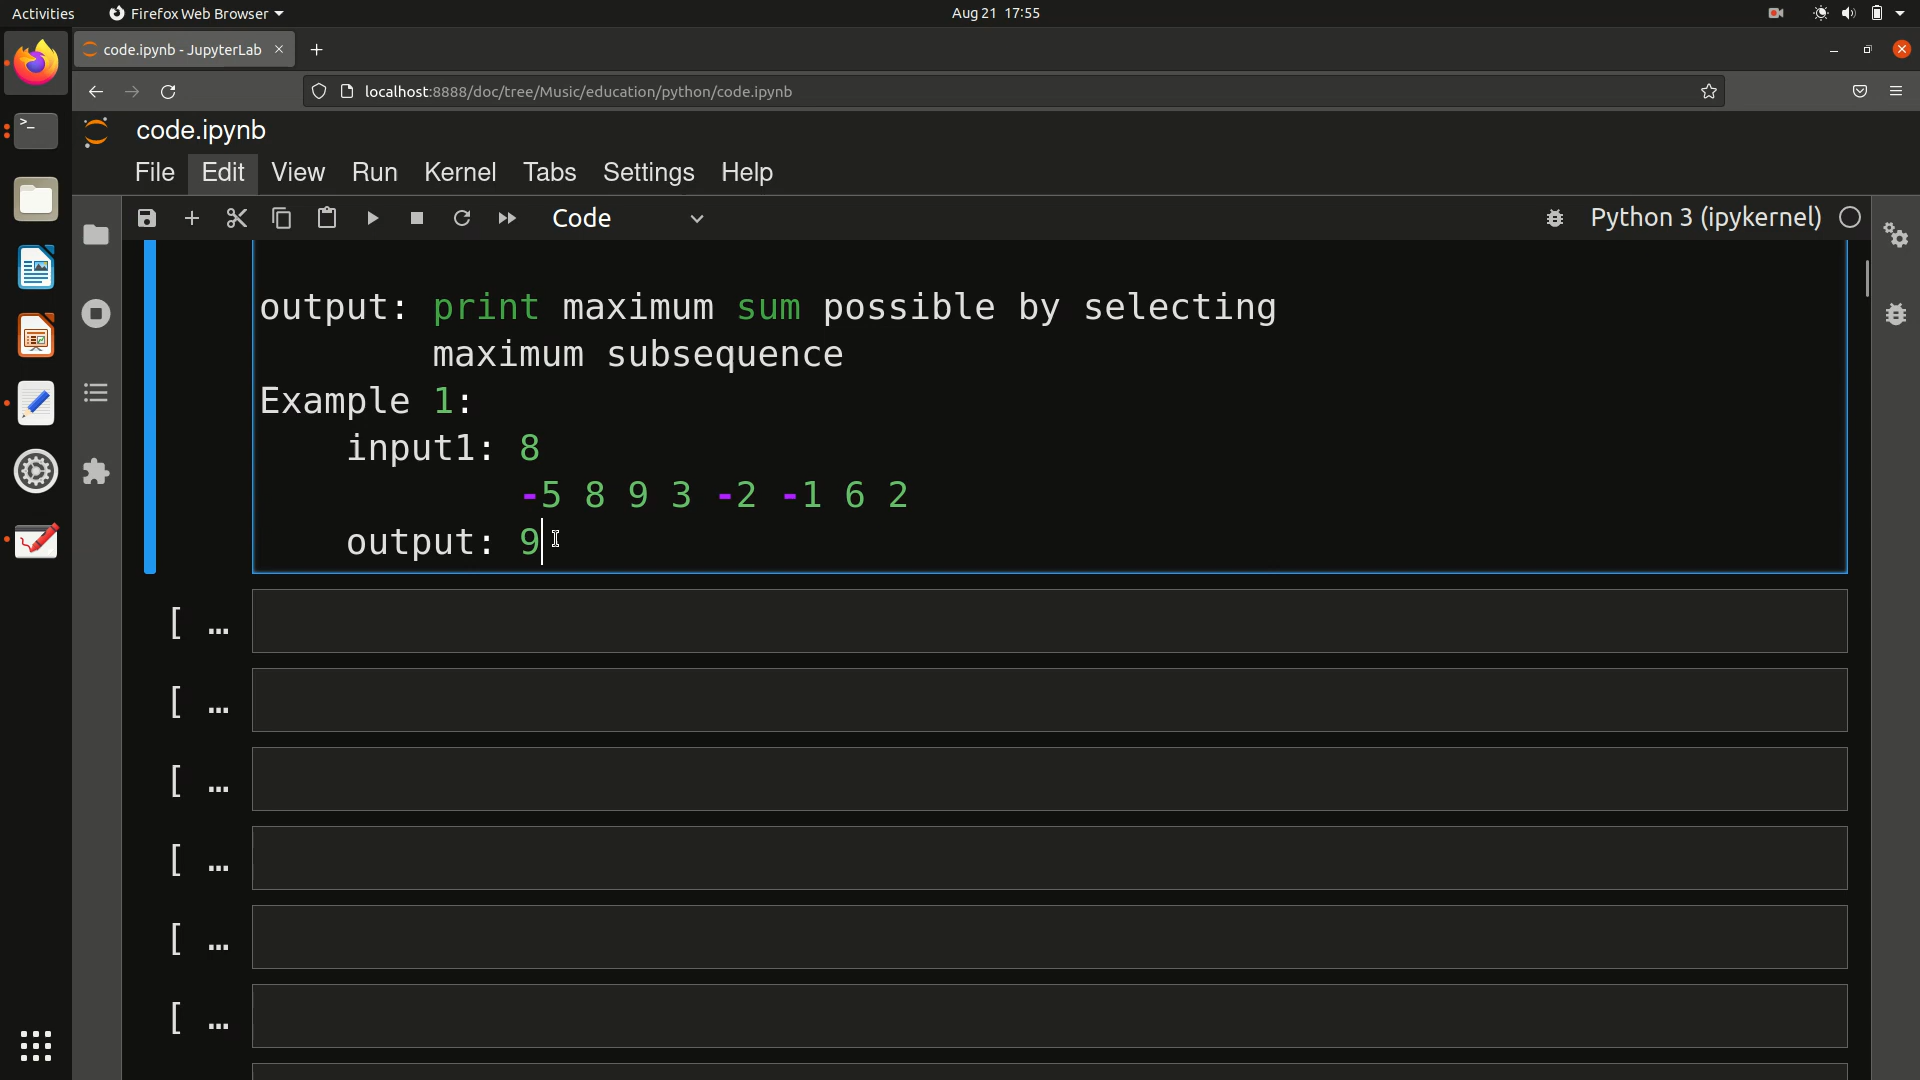 Activities Firefox Web Browser Aug 21 17:55
code.ipynb - JupyterLab
localhost:8888/doc/tree/Music/education/python/code.ipynb
code.ipynb
File Edit View Run Kernel Tabs Settings Help
Code Python 3 (ipykernel)
output: print maximum sum possible by selecting
maximum subsequence
Example 1:
input1: 8
-5 8 9 3 -2 -1 6 2
output: 9
[ …
[ …
[ …
[ …
[ …
[ …